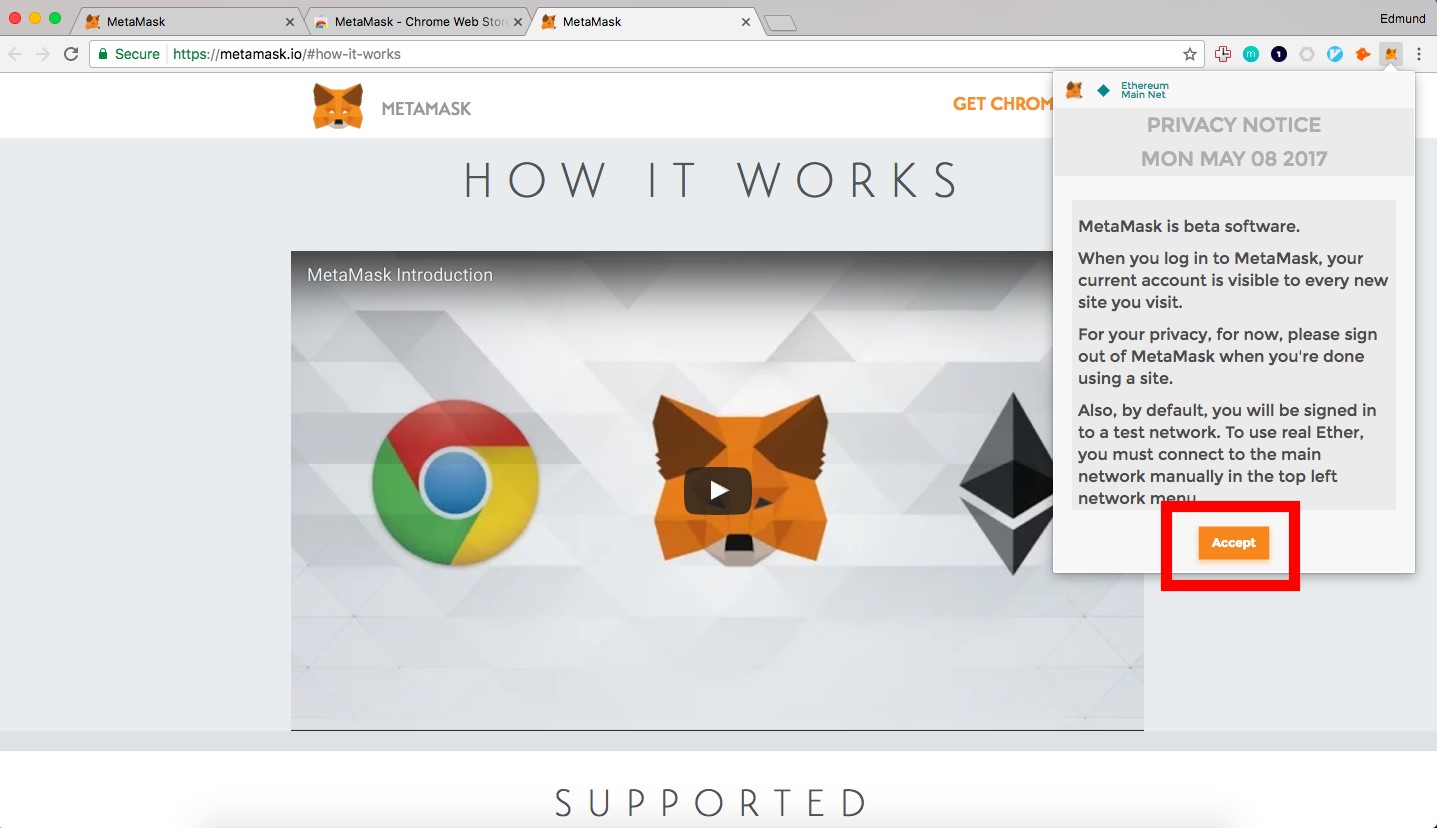 MetaMask
MetaMask - Chrome Web Stor
MetaMask
Edmund
Secure
https://metamask.io/#how-it-works
METAMASK
GET CHROM
HOW IT WORKS
MetaMask Introduction
SUPPORTED
Ethereum
Main Net
PRIVACY NOTICE
MON MAY 08 2017
MetaMask is beta software.
When you log in to MetaMask, your
current account is visible to every new
site you visit.
For your privacy, for now, please sign
out of MetaMask when you're done
using a site.
Also, by default, you will be signed in
to a test network. To use real Ether,
you must connect to the main
network manually in the top left
network menu
Accept